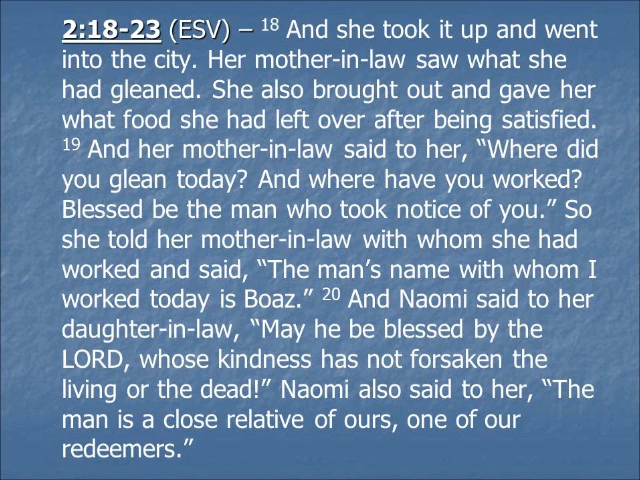 2:18-23 (ESV) – 18 And she took it up and went
into the city. Her mother-in-law saw what she
had gleaned. She also brought out and gave her
what food she had left over after being satisfied.
19 And her mother-in-law said to her, “Where did
you glean today? And where have you worked?
Blessed be the man who took notice of you.” So
she told her mother-in-law with whom she had
worked and said, “The man’s name with whom I
worked today is Boaz.” 20 And Naomi said to her
daughter-in-law, “May he be blessed by the
LORD, whose kindness has not forsaken the
living or the dead!” Naomi also said to her, “The
man is a close relative of ours, one of our
redeemers.”